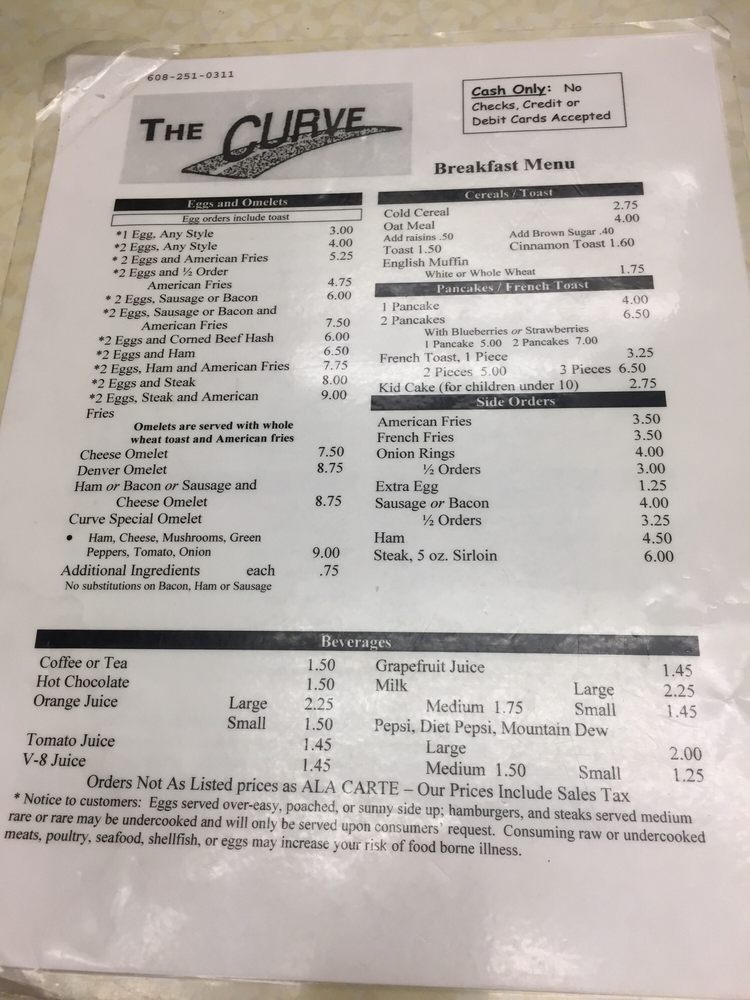 608-251-0311
THE CURVE
Cash Only: No
Checks, Credit or
Debit Cards Accepted
Breakfast Menu
Eggs and Omelets
Egg orders include toast
*1 Egg, Any Style 3.00
*2 Eggs, Any Style 4.00
* 2 Eggs and American Fries 5.25
*2 Eggs and ½ Order
American Fries 4.75
* 2 Eggs, Sausage or Bacon 6.00
*2 Eggs, Sausage or Bacon and
American Fries 7.50
*2 Eggs and Corned Beef Hash 6.00
*2 Eggs and Ham 6.50
*2 Eggs, Ham and American Fries 7.75
*2 Eggs and Steak 8.00
*2 Eggs, Steak and American 9.00
Fries
Omelets are served with whole
wheat toast and American fries
Cheese Omelet 7.50
Denver Omelet 8.75
Ham or Bacon or Sausage and
Cheese Omelet 8.75
Curve Special Omelet
• Ham, Cheese, Mushrooms, Green
Peppers, Tomato, Onion 9.00
Additional Ingredients each .75
No substitutions on Bacon, Ham or Sausage
Cereals / Toast
Cold Cereal 2.75
Oat Meal 4.00
Add raisins .50 Add Brown Sugar .40
Toast 1.50 Cinnamon Toast 1.60
English Muffin
White or Whole Wheat 1.75
Pancakes / French Toast
1 Pancake 4.00
2 Pancakes 6.50
With Blueberries or Strawberries
1 Pancake 5.00 2 Pancakes 7.00
French Toast, 1 Piece 3.25
2 Pieces 5.00 3 Pieces 6.50
Kid Cake (for children under 10) 2.75
Side Orders
American Fries 3.50
French Fries 3.50
Onion Rings 4.00
½ Orders 3.00
Extra Egg 1.25
Sausage or Bacon 4.00
½ Orders 3.25
Ham 4.50
Steak, 5 oz. Sirloin 6.00
Beverages
Coffee or Tea 1.50
Hot Chocolate 1.50
Orange Juice Large 2.25
Small 1.50
Tomato Juice 1.45
V-8 Juice 1.45
Grapefruit Juice 1.45
Milk Large 2.25
Medium 1.75 Small 1.45
Pepsi, Diet Pepsi, Mountain Dew
Large 2.00
Medium 1.50 Small 1.25
Orders Not As Listed prices as ALA CARTE – Our Prices Include Sales Tax
* Notice to customers: Eggs served over-easy, poached, or sunny side up; hamburgers, and steaks served medium
rare or rare may be undercooked and will only be served upon consumers' request. Consuming raw or undercooked
meats, poultry, seafood, shellfish, or eggs may increase your risk of food borne illness.